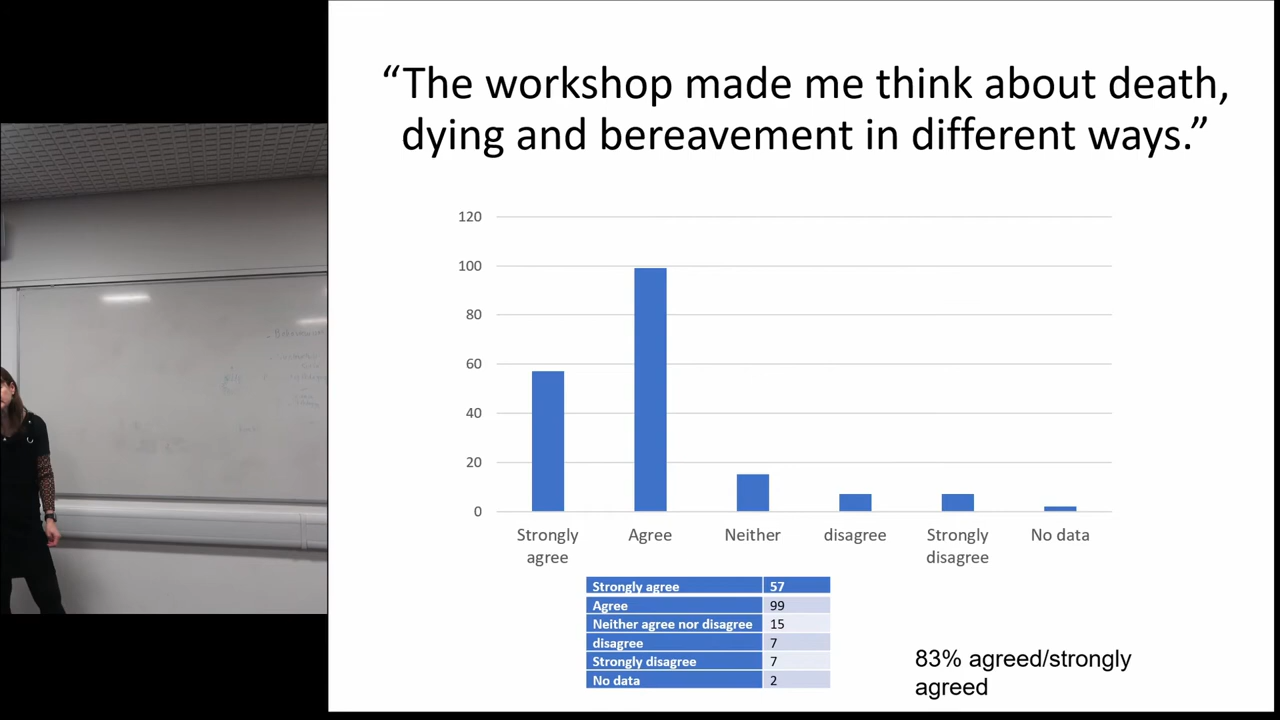 “The workshop made me think about death,
dying and bereavement in different ways.”
120
100
80
60
40
20
0
Strongly agree
Agree
Neither
disagree
Strongly disagree
No data
Strongly agree 57
Agree 99
Neither agree nor disagree 15
disagree 7
Strongly disagree 7
No data 2
83% agreed/strongly
agreed